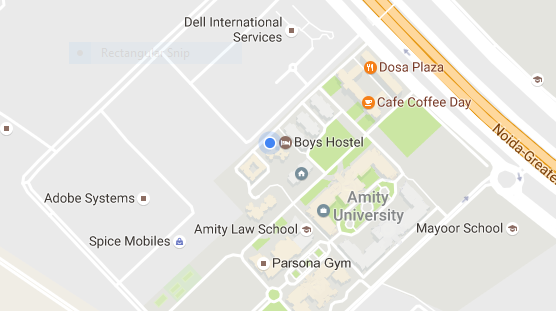 Dell International
Services
Rectangular Snip
Dosa Plaza
Cafe Coffee Day
Noida-Greate
Boys Hostel
Adobe Systems
Amity
University
Amity Law School
Mayoor School
Spice Mobiles
Parsona Gym